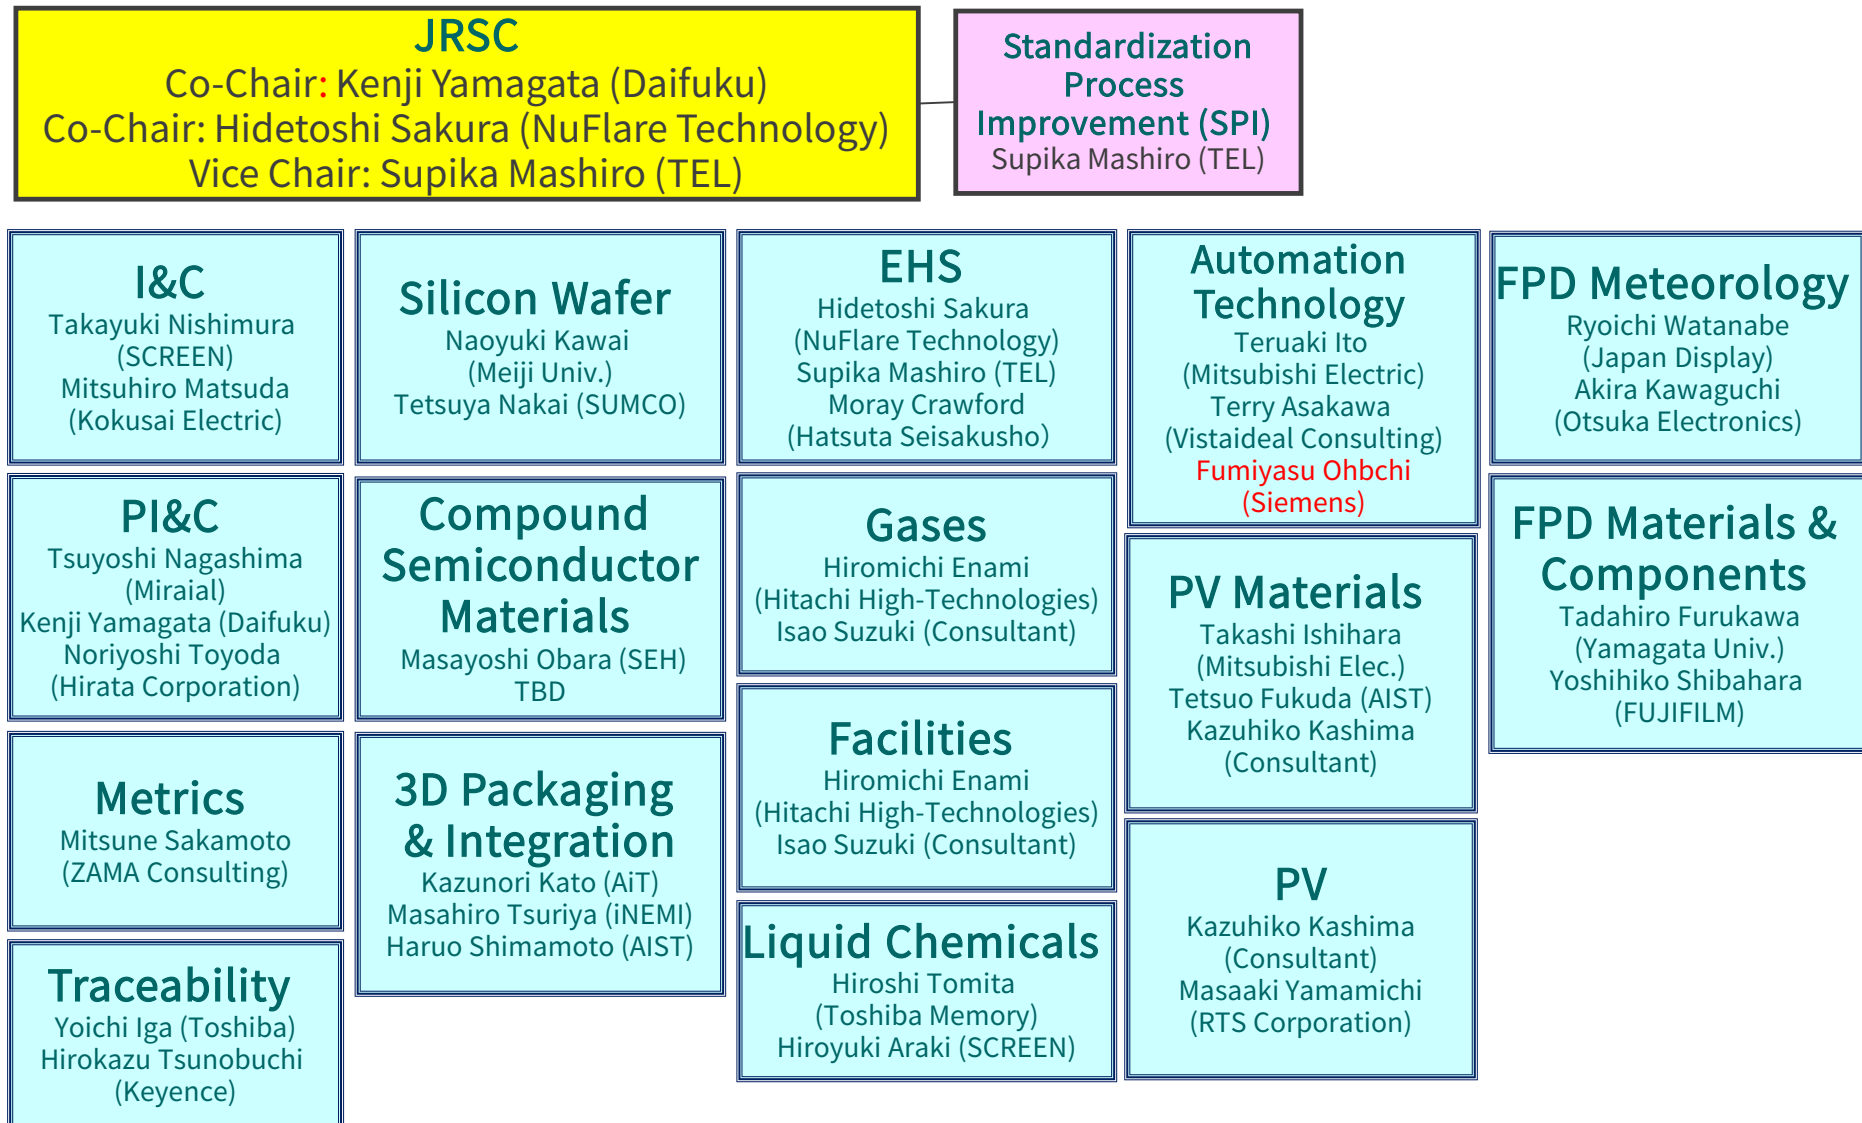 JRSC
Co-Chair: Kenji Yamagata (Daifuku)
Co-Chair: Hidetoshi Sakura (NuFlare Technology)
Vice Chair: Supika Mashiro (TEL)
Standardization
Process
Improvement (SPI)
Supika Mashiro (TEL)
I&C
Takayuki Nishimura
(SCREEN)
Mitsuhiro Matsuda
(Kokusai Electric)
PI&C
Tsuyoshi Nagashima
(Miraial)
Kenji Yamagata (Daifuku)
Noriyoshi Toyoda
(Hirata Corporation)
Metrics
Mitsune Sakamoto
(ZAMA Consulting)
Traceability
Yoichi Iga (Toshiba)
Hirokazu Tsunobuchi
(Keyence)
Silicon Wafer
Naoyuki Kawai
(Meiji Univ.)
Tetsuya Nakai (SUMCO)
Compound
Semiconductor
Materials
Masayoshi Obara (SEH)
TBD
3D Packaging
& Integration
Kazunori Kato (AiT)
Masahiro Tsuriya (iNEMI)
Haruo Shimamoto (AIST)
EHS
Hidetoshi Sakura
(NuFlare Technology)
Supika Mashiro (TEL)
Moray Crawford
(Hatsuta Seisakusho）
Gases
Hiromichi Enami
(Hitachi High-Technologies)
Isao Suzuki (Consultant)
Facilities
Hiromichi Enami
(Hitachi High-Technologies)
Isao Suzuki (Consultant)
Liquid Chemicals
Hiroshi Tomita
(Toshiba Memory)
Hiroyuki Araki (SCREEN)
Automation
Technology
Teruaki Ito
(Mitsubishi Electric)
Terry Asakawa
(Vistaideal Consulting)
Fumiyasu Ohbchi
(Siemens)
PV Materials
Takashi Ishihara
(Mitsubishi Elec.)
Tetsuo Fukuda (AIST)
Kazuhiko Kashima
(Consultant)
PV
Kazuhiko Kashima
(Consultant)
Masaaki Yamamichi
(RTS Corporation)
FPD Meteorology
Ryoichi Watanabe
(Japan Display)
Akira Kawaguchi
(Otsuka Electronics)
FPD Materials &
Components
Tadahiro Furukawa
(Yamagata Univ.)
Yoshihiko Shibahara
(FUJIFILM)